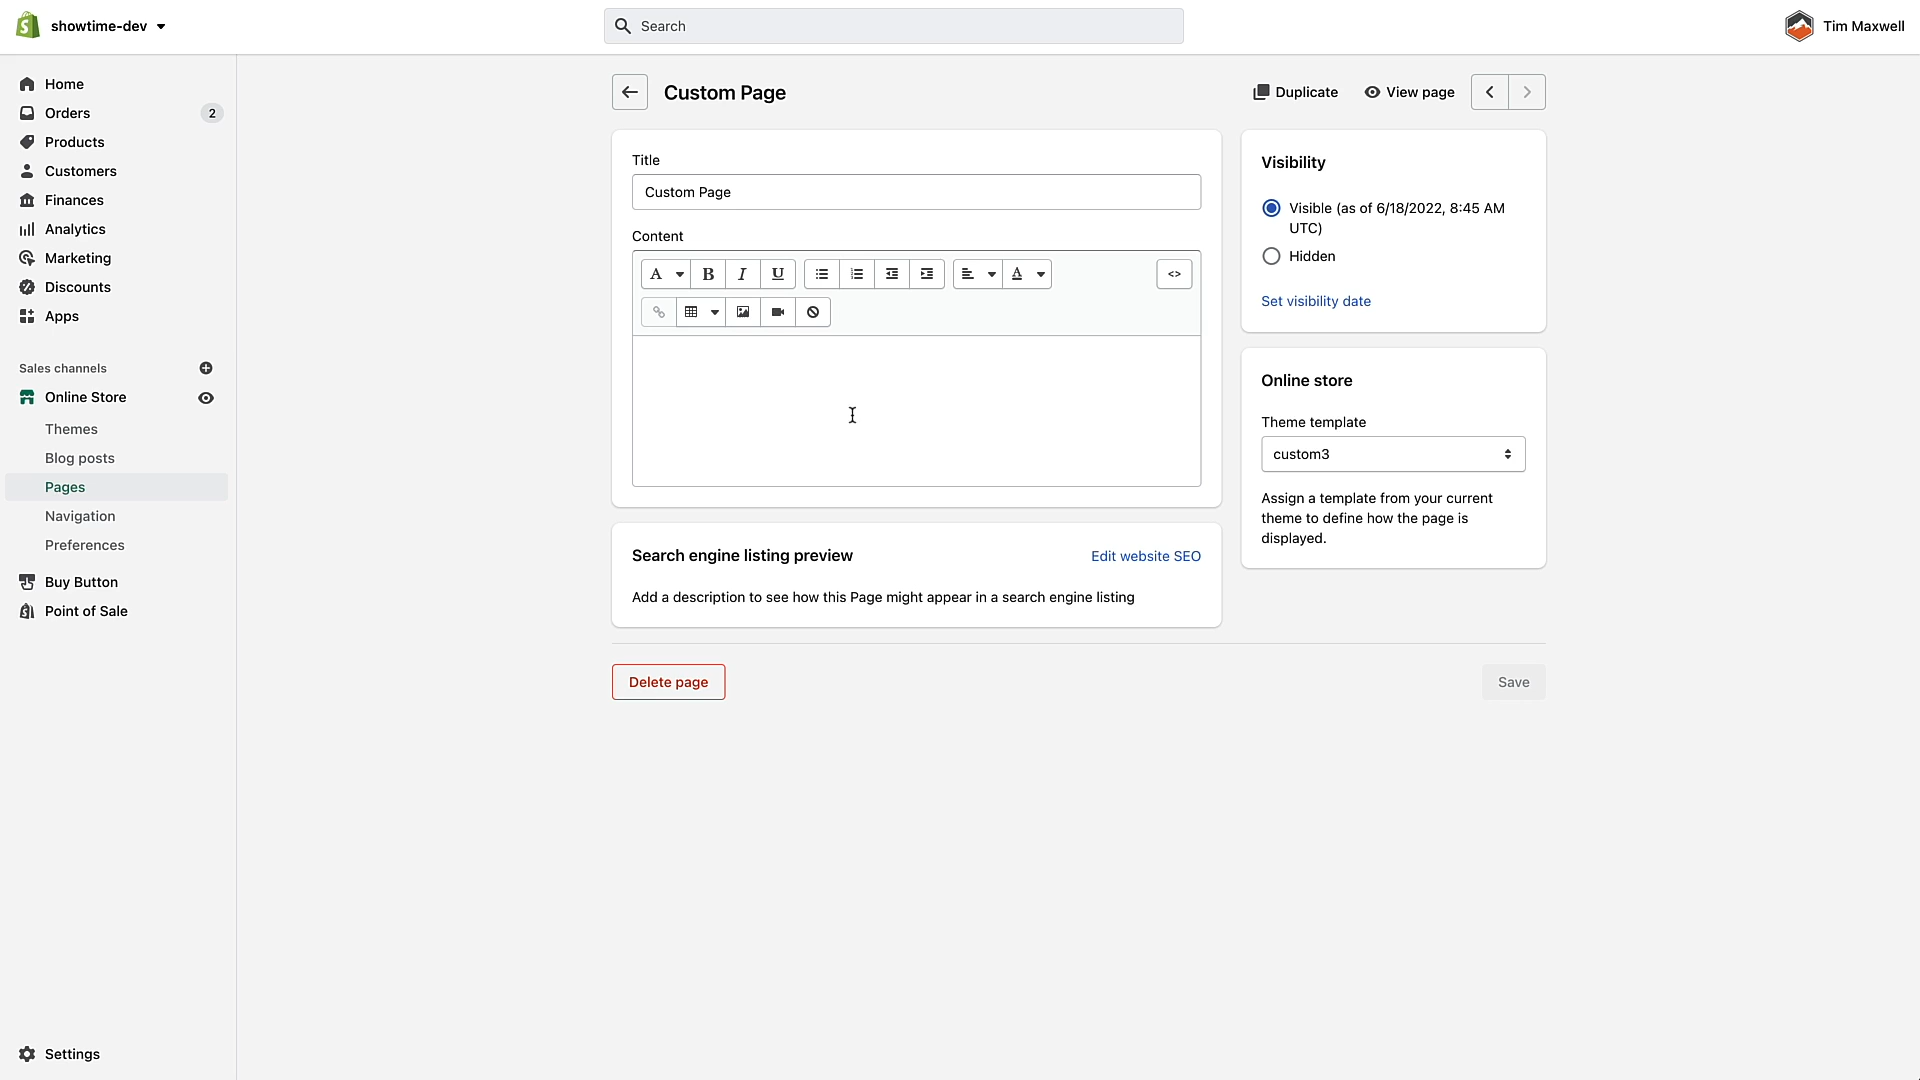 showtime-dev
Search
Tim Maxwell
Home
Orders 2
Products
Customers
Finances
Analytics
Marketing
Discounts
Apps
Sales channels
Online Store
Themes
Blog posts
Pages
Navigation
Preferences
Buy Button
Point of Sale
Settings
Custom Page
Duplicate
View page
Title
Custom Page
Content
A B I U A <>
Search engine listing preview
Edit website SEO
Add a description to see how this Page might appear in a search engine listing
Delete page
Save
Visibility
Visible (as of 6/18/2022, 8:45 AM
UTC)
Hidden
Set visibility date
Online store
Theme template
custom3
Assign a template from your current
theme to define how the page is
displayed.